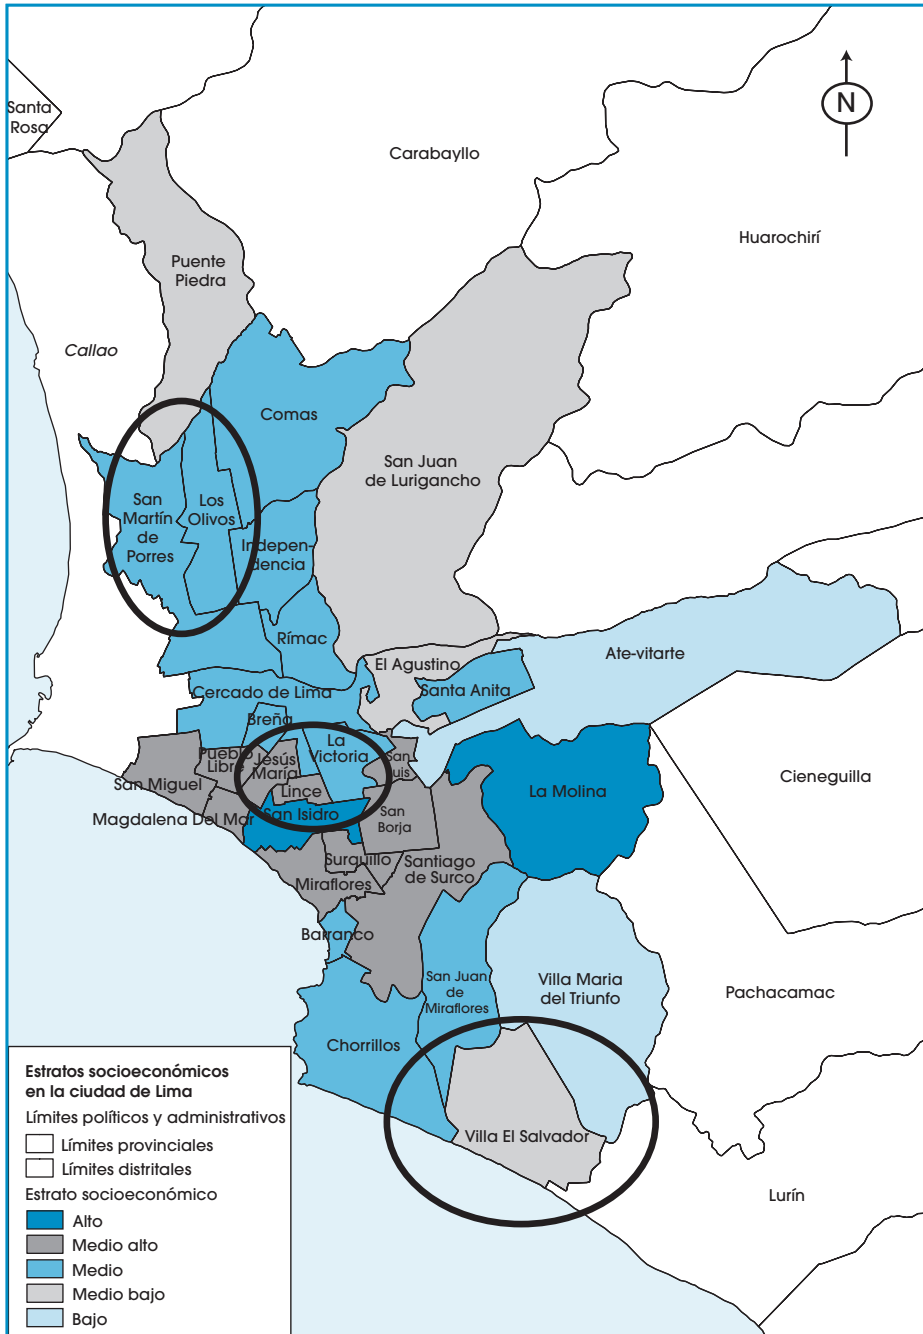 Santa
Rosa
N
Carabayllo
Huarochirí
Puente
Piedra
Callao
Comas
San Juan
de Lurigancho
San
Martín
de
Porres
Los
Olivos
Indepen-
dencia
Rímac
El Agustino
Ate-vitarte
Santa Anita
Cercado de Lima
Breña
La
Victoria
Pueblo
Libre
Jesús
María
San
Luis
San Miguel
Lince
La Molina
Cieneguilla
Magdalena Del Mar
San Isidro
San
Borja
Surquillo
Santiago
de Surco
Miraflores
Barranco
San Juan
de
Miraflores
Villa Maria
del Triunfo
Pachacamac
Chorrillos
Villa El Salvador
Lurín
Estratos socioeconómicos
en la ciudad de Lima
Límites políticos y administrativos
Límites provinciales
Límites distritales
Estrato socioeconómico
Alto
Medio alto
Medio
Medio bajo
Bajo